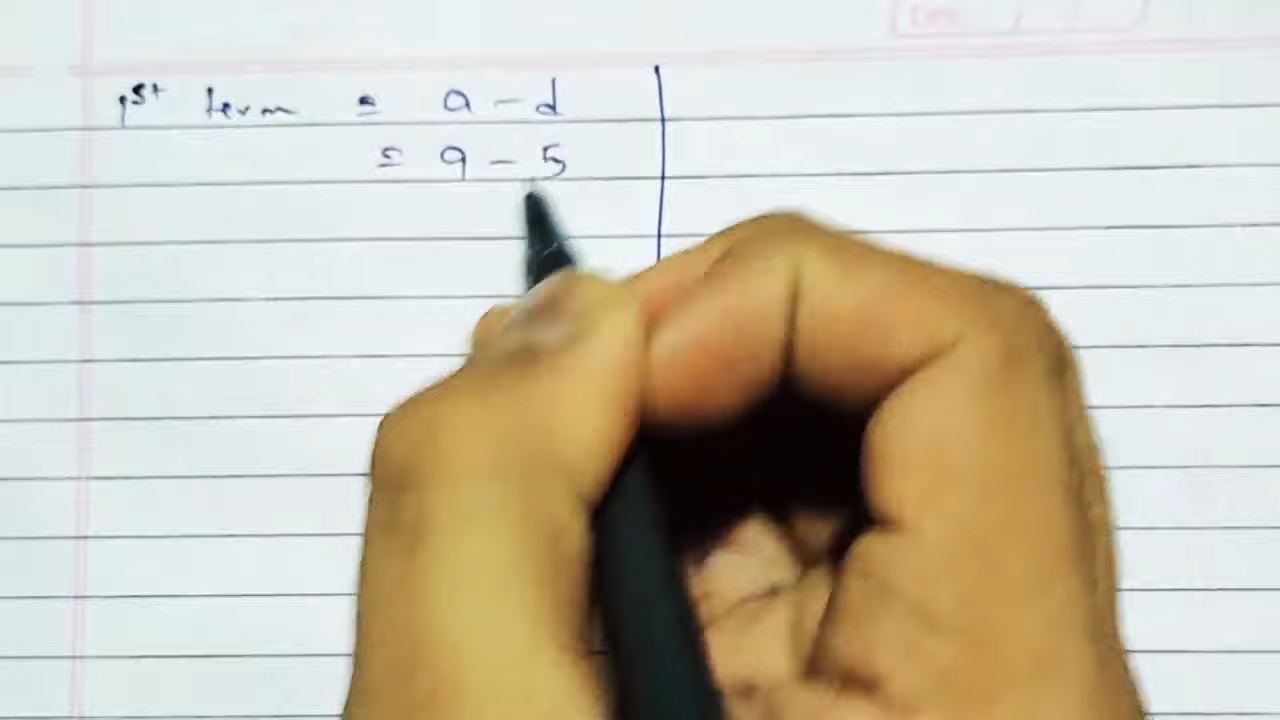 1st term = a - d
= 9 - 5